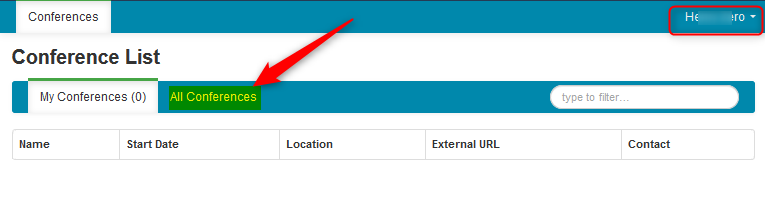 Conferences
Conference List
My Conferences (0) All Conferences type to filter...
Name Start Date Location External URL Contact